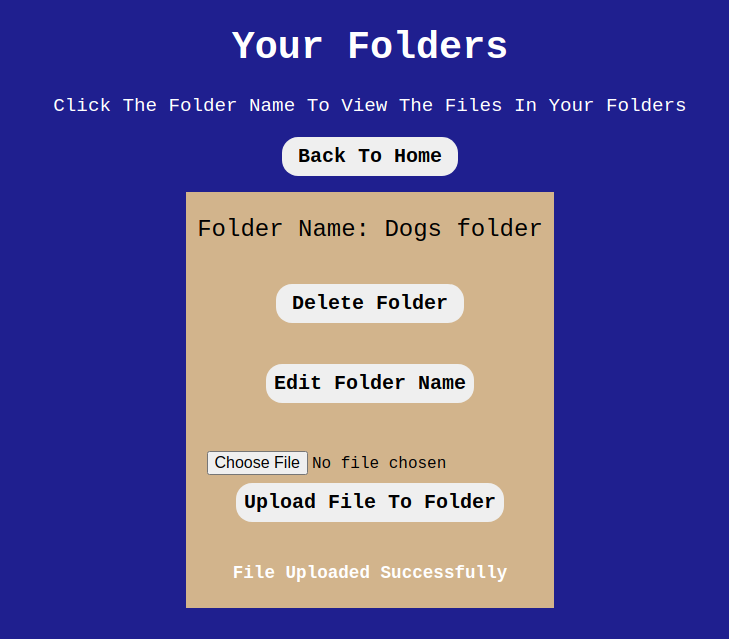 Your Folders
Click The Folder Name To View The Files In Your Folders
Back To Home
Folder Name: Dogs folder
Delete Folder
Edit Folder Name
Choose File No file chosen
Upload File To Folder
File Uploaded Successfully